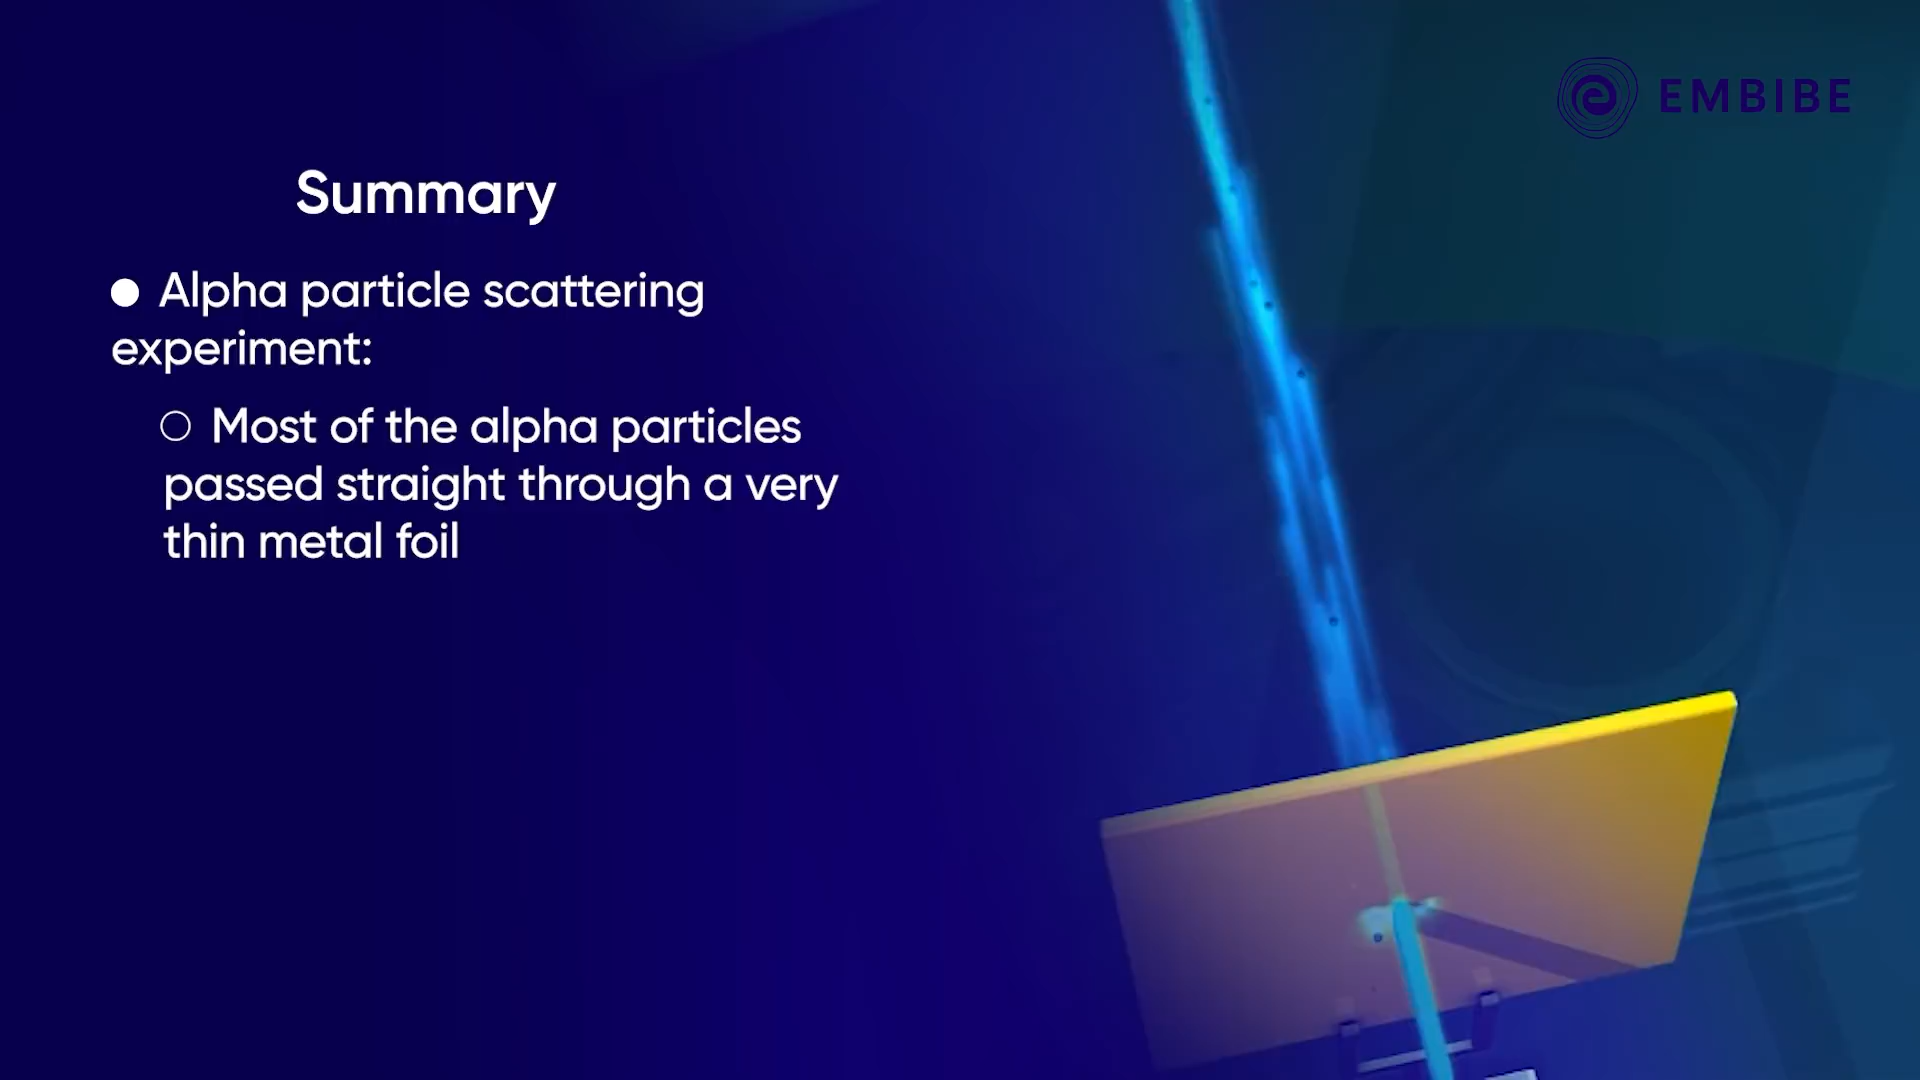 EMBIBE
Summary
● Alpha particle scattering
experiment:
○ Most of the alpha particles
passed straight through a very
thin metal foil